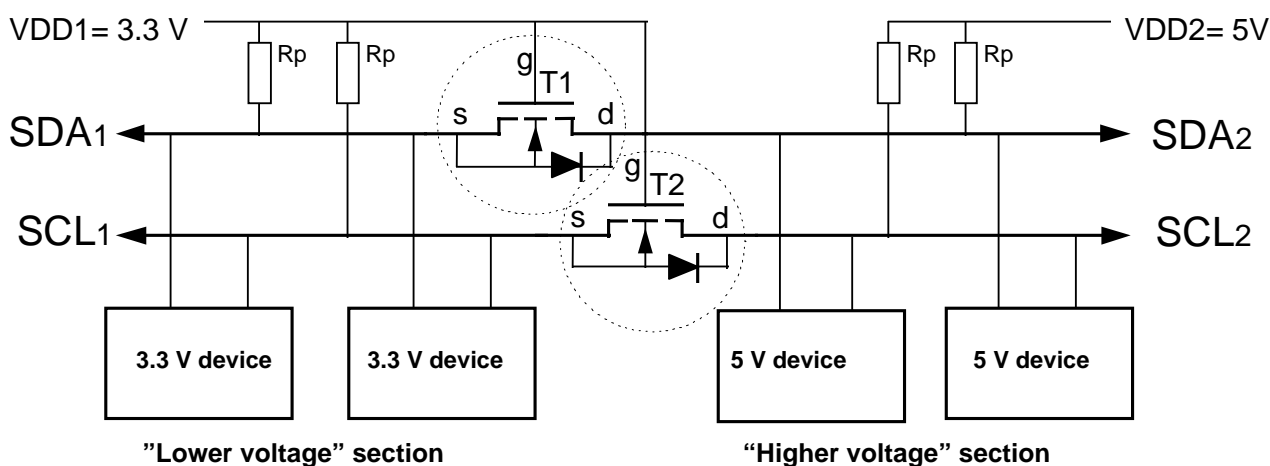 VDD1= 3.3 V
Rp
Rp
g
T1
s
d
Rp
Rp
VDD2= 5V
SDA1
SDA2
g
T2
s
d
SCL1
SCL2
3.3 V device
3.3 V device
5 V device
5 V device
”Lower voltage” section
“Higher voltage” section